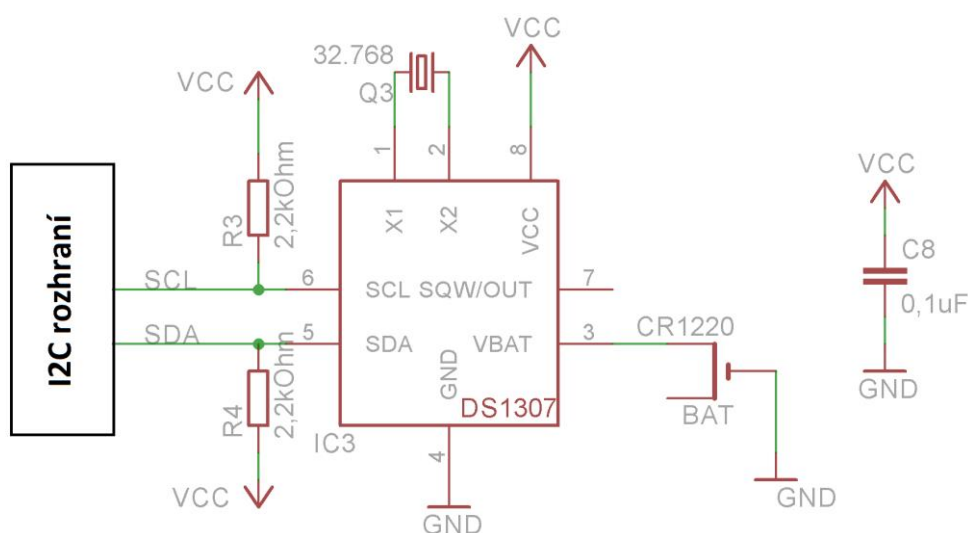 VCC
32.768
Q3
VCC
1
2
8
X1
X2
VCC
R3
2,2kOhm
I2C rozhraní
SCL
6
SCL
SQW/OUT
7
SDA
5
SDA
VBAT
3
CR1220
GND
DS1307
BAT
R4
2,2kOhm
IC3
4
VCC
GND
GND
VCC
C8
0,1uF
GND